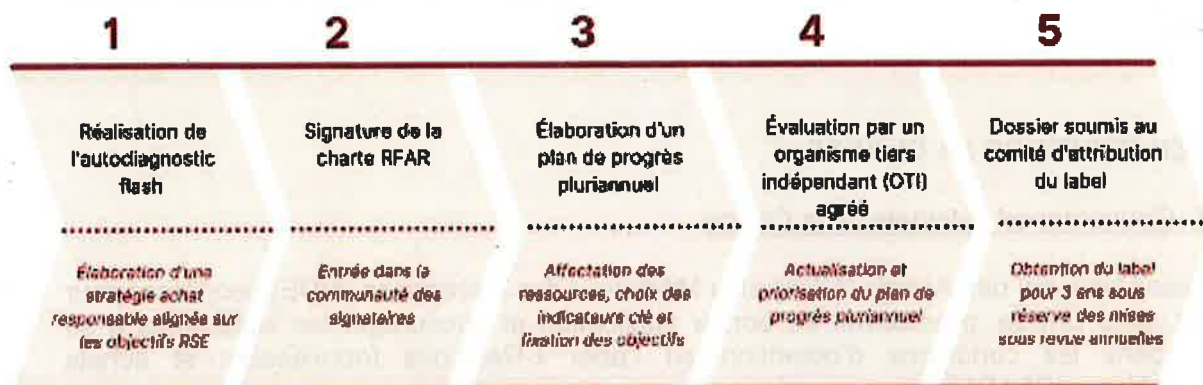 1
2
3
4
5
Réalisation de
l'autodiagnostic
flash
Signature de la
charte RFAR
Élaboration d'un
plan de progrès
pluriannuel
Évaluation par un
organisme tiers
indépendant (OTI)
agréé
Dossier soumis au
comité d'attribution
du label
Élaboration d'une
stratégie achat
responsable alignée sur
les objectifs RSE
Entrée dans la
communauté des
signataires
Affectation des
ressources, choix des
indicateurs clé et
fixation des objectifs
Actualisation et
priorisation du plan de
progrès pluriannuel
Obtention du label
pour 3 ans sous
réserve des mises
sous revue annuelles